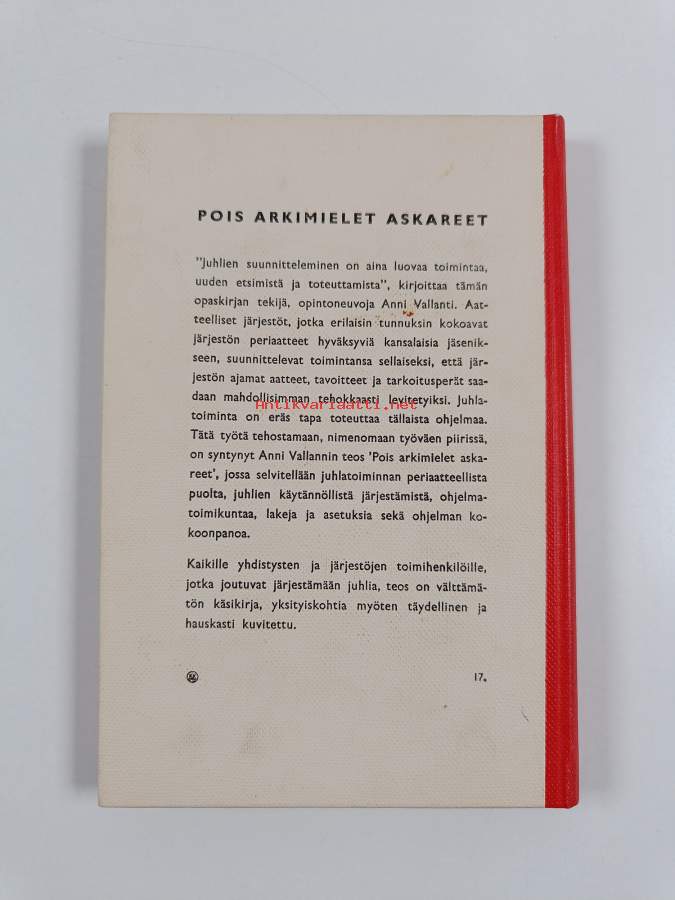 POIS ARKIMIELET ASKAREET
"Juhlien suunnitteleminen on aina luovaa toimintaa,
uuden etsimistä ja toteuttamista", kirjoittaa tämän
opaskirjan tekijä, opintoneuvoja Anni Vallanti. Aat-
teelliset järjestöt, jotka erilaisin tunnuksin kokoavat
järjestön periaatteet hyväksyviä kansalaisia jäsenik-
seen, suunnittelevat toimintansa sellaiseksi, että jär-
jestön ajamat aatteet, tavoitteet ja tarkoitusperät saa-
daan mahdollisimman tehokkaasti levitetyiksi. Juhla-
Antikvariaatti.net
toiminta on eräs tapa toteuttaa tällaista ohjelmaa.
Tätä työtä tehostamaan, nimenomaan työväen piirissä,
on syntynyt Anni Vallannin teos 'Pois arkimielet aska-
reet', jossa selvitellään juhlatoiminnan periaatteellista
puolta, juhlien käytännöllistä järjestämistä, ohjelma-
toimikuntaa, lakeja ja asetuksia sekä ohjelman ko-
koonpanoa.
Kaikille yhdistysten ja järjestöjen toimihenkilöille,
jotka joutuvat järjestämään juhlia, teos on välttämä-
tön käsikirja, yksityiskohtia myöten täydellinen ja
hauskasti kuvitettu.
17.